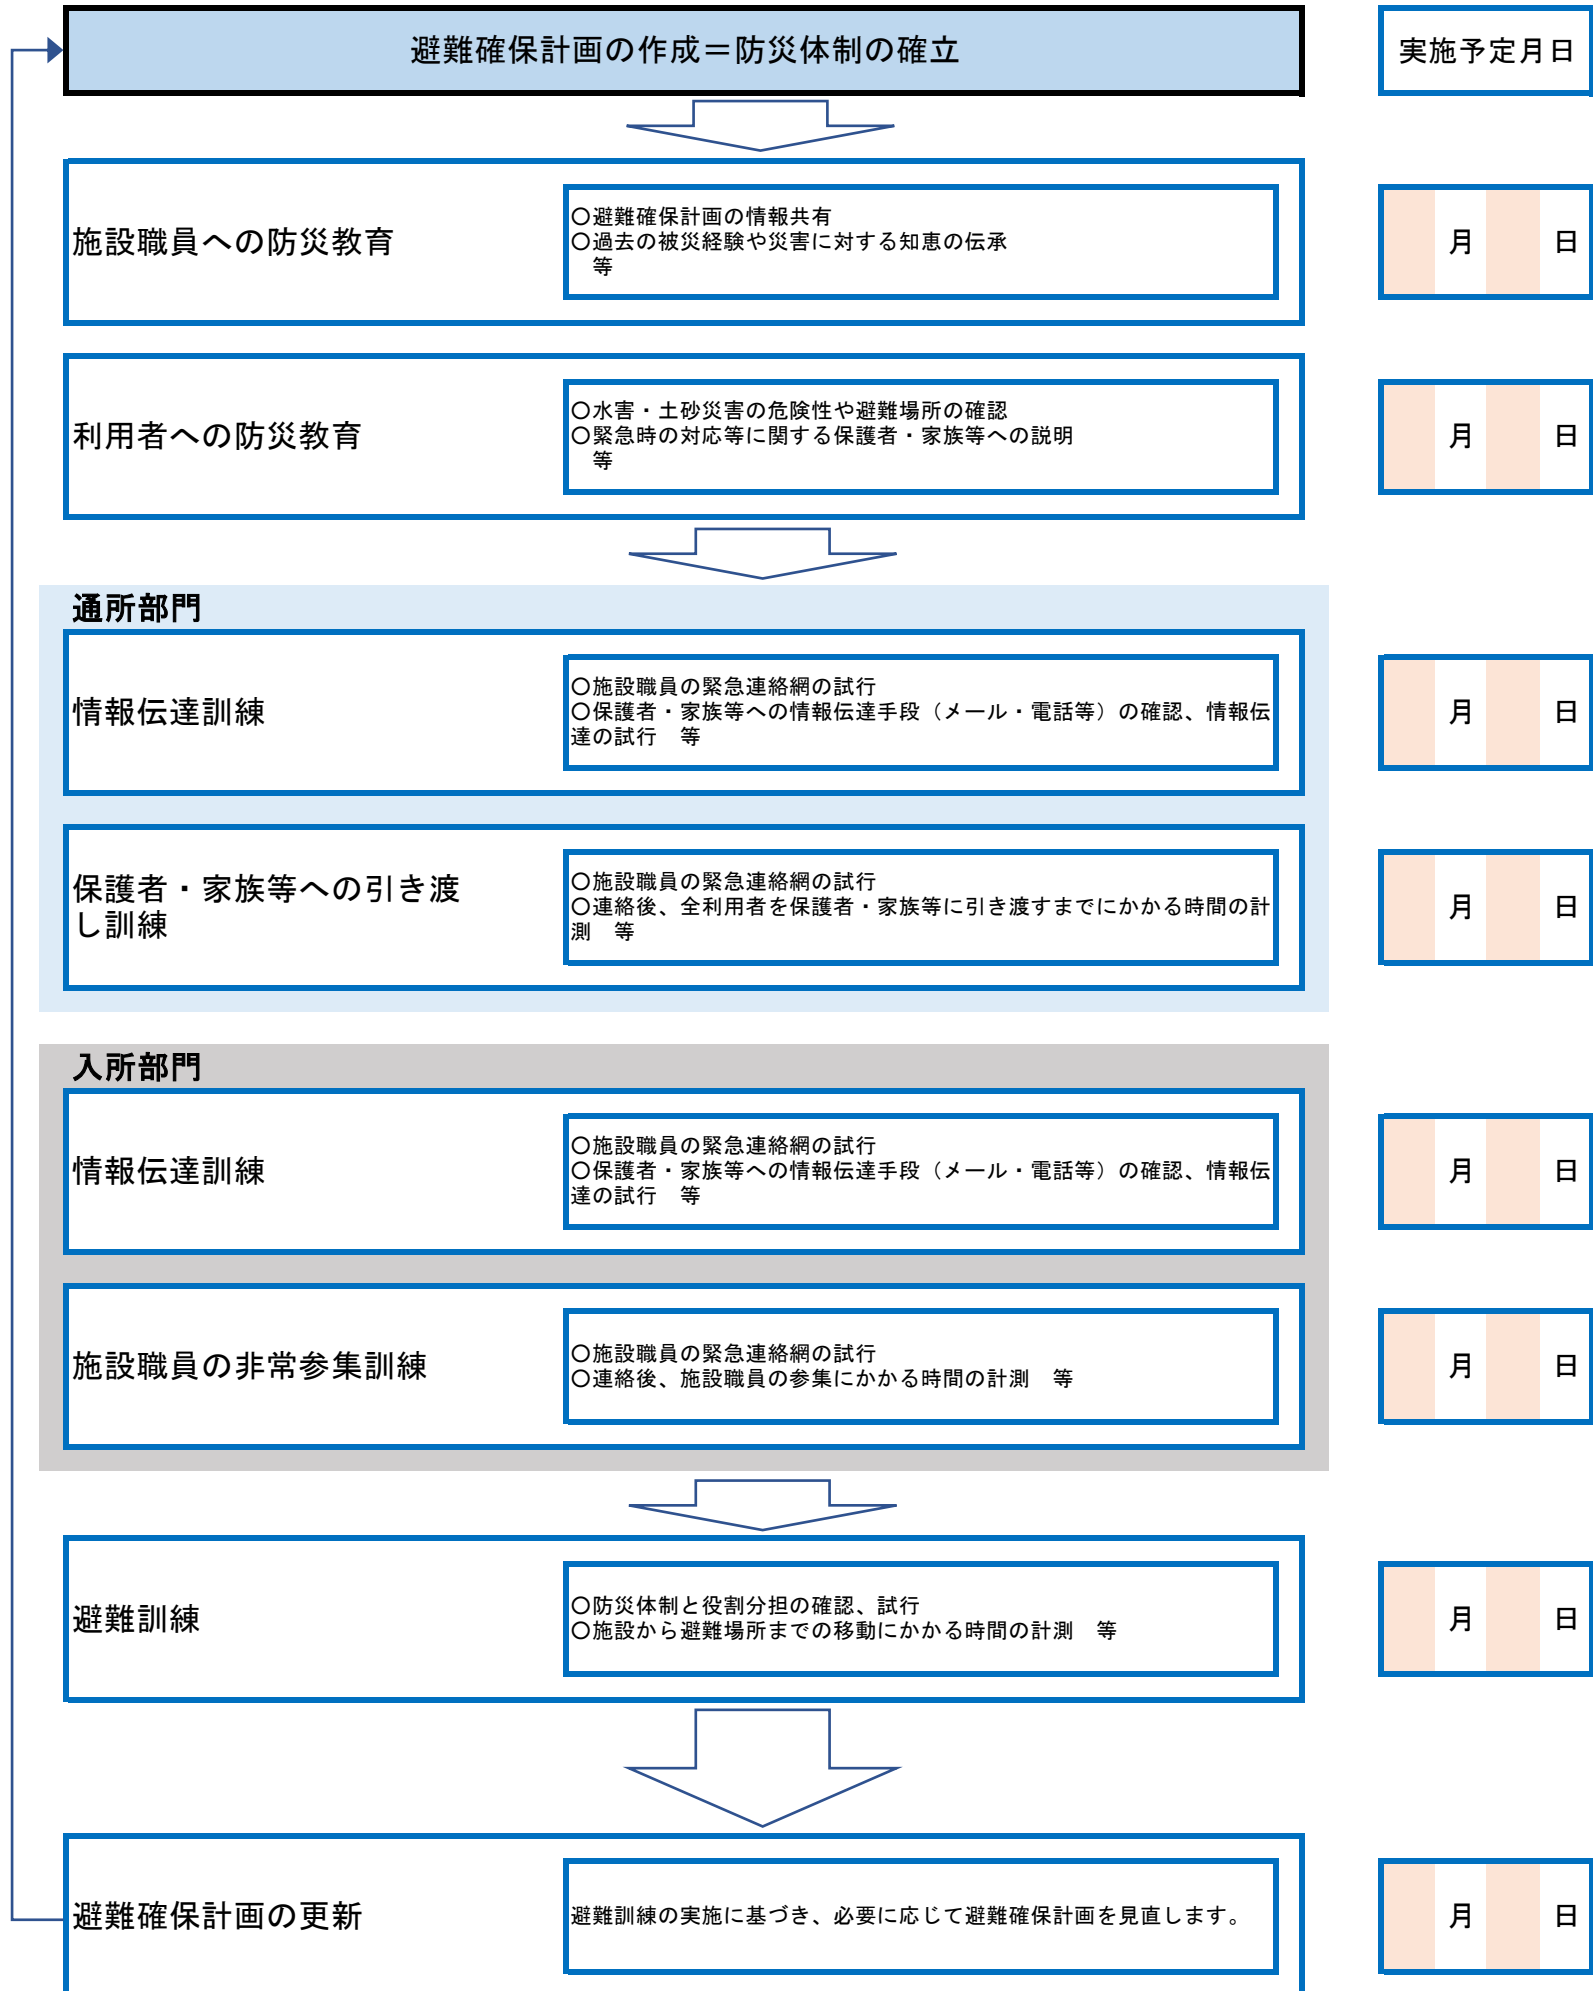 避難確保計画の作成＝防災体制の確立
実施予定月日
施設職員への防災教育
〇避難確保計画の情報共有
〇過去の被災経験や災害に対する知恵の伝承
等
月 日
利用者への防災教育
〇水害・土砂災害の危険性や避難場所の確認
〇緊急時の対応等に関する保護者・家族等への説明
等
月 日
通所部門
情報伝達訓練
〇施設職員の緊急連絡網の試行
〇保護者・家族等への情報伝達手段（メール・電話等）の確認、情報伝
達の試行　等
月 日
保護者・家族等への引き渡
し訓練
〇施設職員の緊急連絡網の試行
〇連絡後、全利用者を保護者・家族等に引き渡すまでにかかる時間の計
測　等
月 日
入所部門
情報伝達訓練
〇施設職員の緊急連絡網の試行
〇保護者・家族等への情報伝達手段（メール・電話等）の確認、情報伝
達の試行　等
月 日
施設職員の非常参集訓練
〇施設職員の緊急連絡網の試行
〇連絡後、施設職員の参集にかかる時間の計測　等
月 日
避難訓練
〇防災体制と役割分担の確認、試行
〇施設から避難場所までの移動にかかる時間の計測　等
月 日
避難確保計画の更新
避難訓練の実施に基づき、必要に応じて避難確保計画を見直します。
月 日